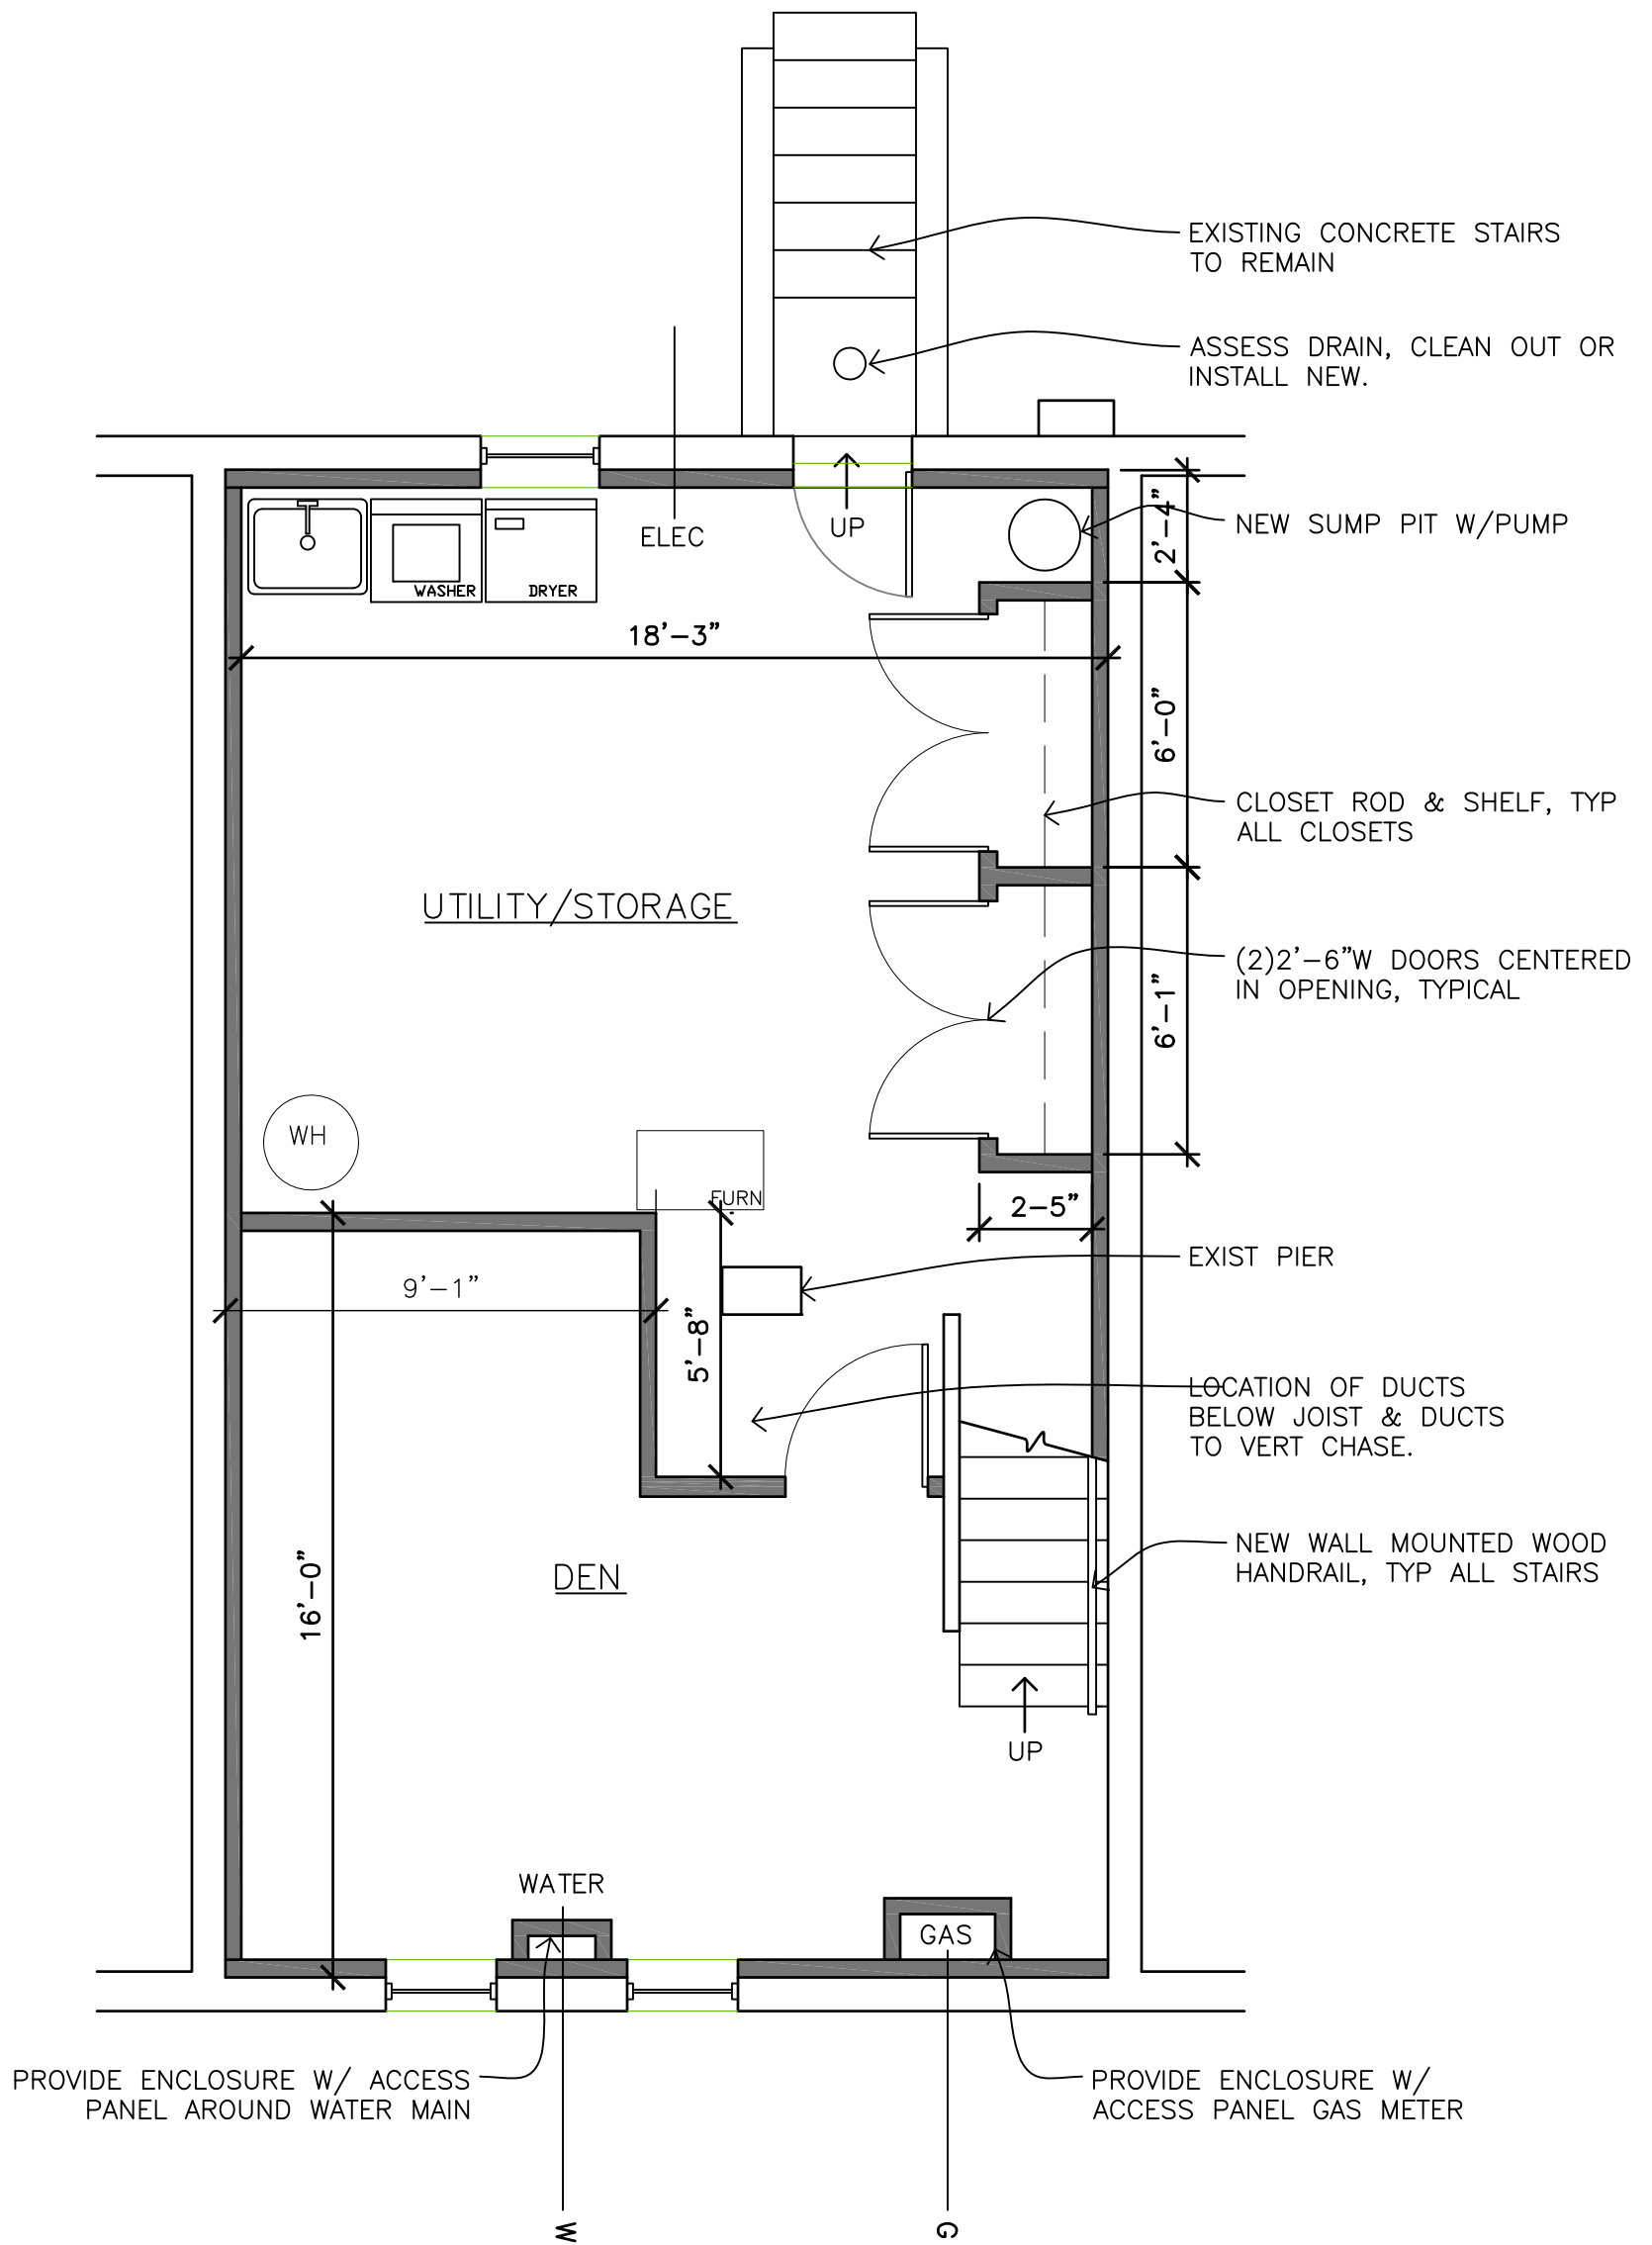 EXISTING CONCRETE STAIRS
TO REMAIN
ASSESS DRAIN, CLEAN OUT OR
INSTALL NEW.
ELEC
UP
2'-4"
NEW SUMP PIT W/PUMP
WASHER
DRYER
18'-3"
6'-0"
CLOSET ROD & SHELF, TYP
ALL CLOSETS
UTILITY/STORAGE
(2)2'-6"W DOORS CENTERED
IN OPENING, TYPICAL
6'-1"
WH
FURN
2-5"
EXIST PIER
9'-1"
5'-8"
LOCATION OF DUCTS
BELOW JOIST & DUCTS
TO VERT CHASE.
NEW WALL MOUNTED WOOD
HANDRAIL, TYP ALL STAIRS
DEN
16'-0"
UP
WATER
GAS
PROVIDE ENCLOSURE W/ ACCESS
PANEL AROUND WATER MAIN
PROVIDE ENCLOSURE W/
ACCESS PANEL GAS METER
W
G